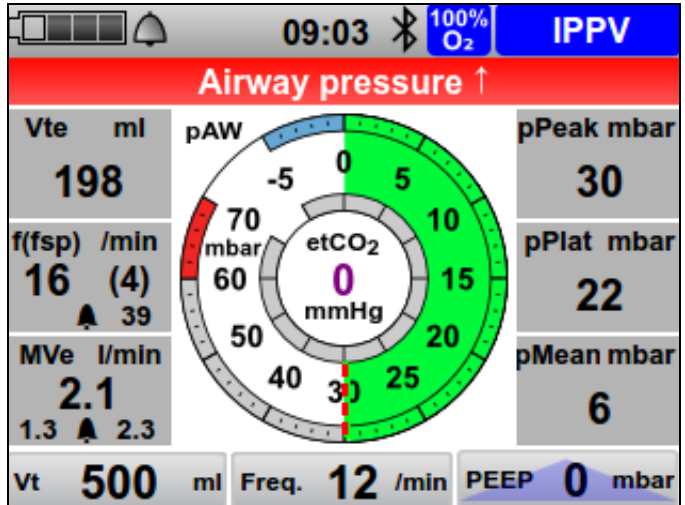 09:03 100% O₂ IPPV
Airway pressure ↑
Vte ml
198
f(fsp) /min
16 (4)
39
MVe l/min
2.1
1.3 2.3
pAW
-5 0 5 10 15 20 25 30 40 50 60 70
mbar
etCO₂
0
mmHg
pPeak mbar
30
pPlat mbar
22
pMean mbar
6
Vt 500 ml Freq. 12 /min PEEP 0 mbar